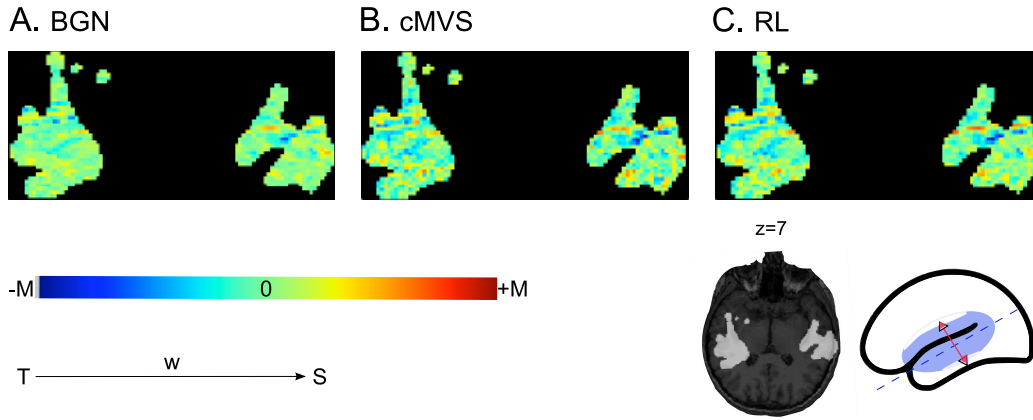 A. BGN
B. cMVS
C. RL
z=7
-M 0 +M
T w S